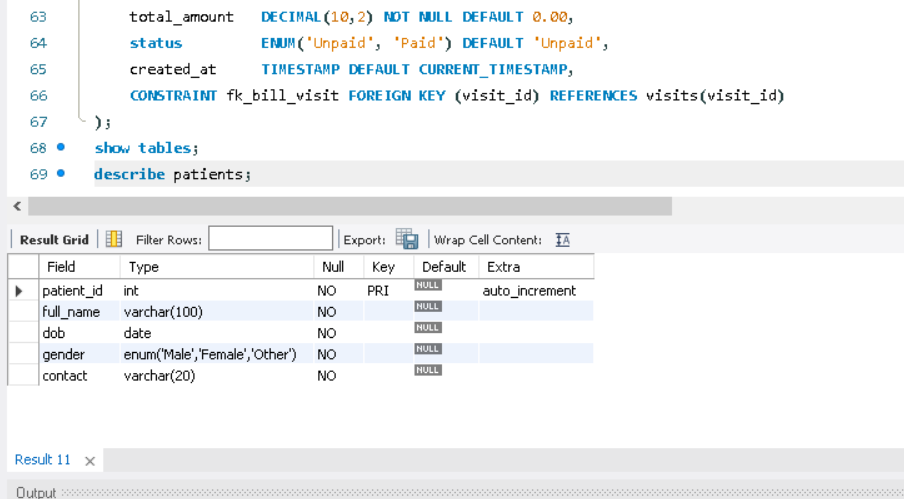 63 total_amount DECIMAL(10,2) NOT NULL DEFAULT 0.00,
64 status ENUM('Unpaid', 'Paid') DEFAULT 'Unpaid',
65 created_at TIMESTAMP DEFAULT CURRENT_TIMESTAMP,
66 CONSTRAINT fk_bill_visit FOREIGN KEY (visit_id) REFERENCES visits(visit_id)
67 );
68 show tables;
69 describe patients;
Result Grid Filter Rows: Export: Wrap Cell Content: IA
Field Type Null Key Default Extra
patient_id int NO PRI NULL auto_increment
full_name varchar(100) NO NULL
dob date NO NULL
gender enum('Male','Female','Other') NO NULL
contact varchar(20) NO NULL
Result 11 ×
Output